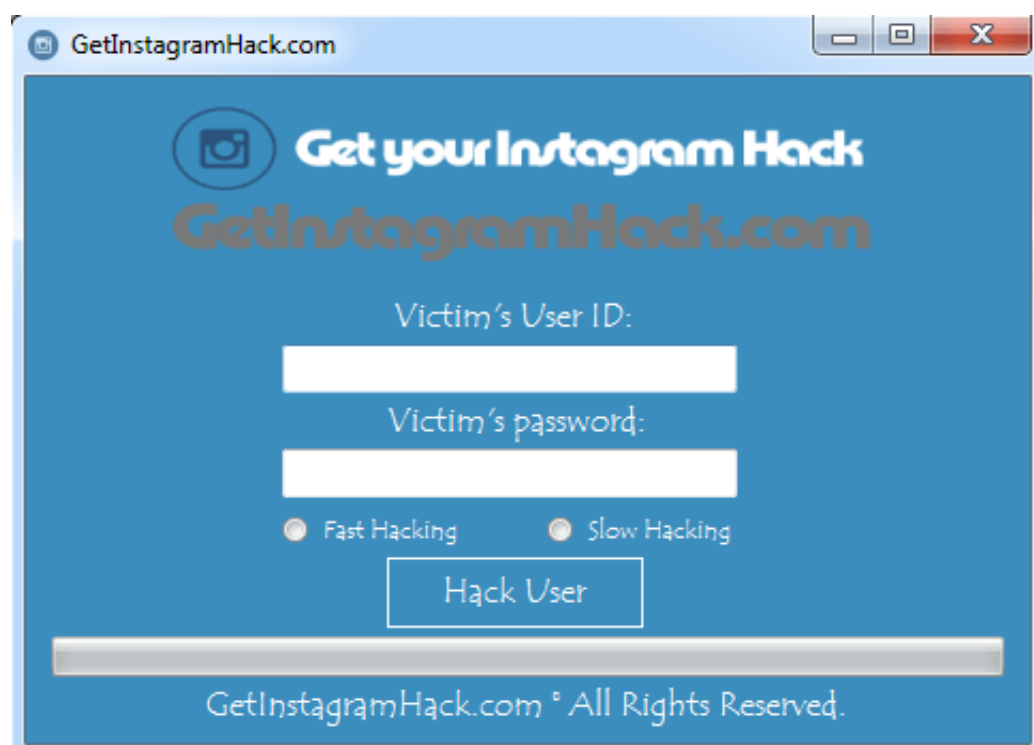 GetInstagramHack.com
Get your Instagram Hack
GetInstagramHack.com
Victim's User ID:
Victim's password:
Fast Hacking Slow Hacking
Hack User
GetInstagramHack.com ° All Rights Reserved.